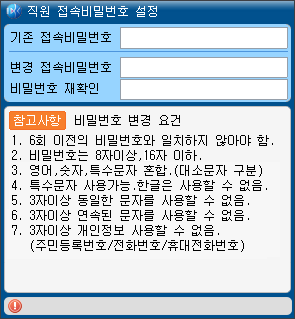 직원 접속비밀번호 설정
기존 접속비밀번호
변경 접속비밀번호
비밀번호 재확인
참고사항 비밀번호 변경 요건
1. 6회 이전의 비밀번호와 일치하지 않아야 함.
2. 비밀번호는 8자이상,16자 이하.
3. 영어,숫자,특수문자 혼합.(대소문자 구분)
4. 특수문자 사용가능.한글은 사용할 수 없음.
5. 3자이상 동일한 문자를 사용할 수 없음.
6. 3자이상 연속된 문자를 사용할 수 없음.
7. 3자이상 개인정보 사용할 수 없음.
(주민등록번호/전화번호/휴대전화번호)